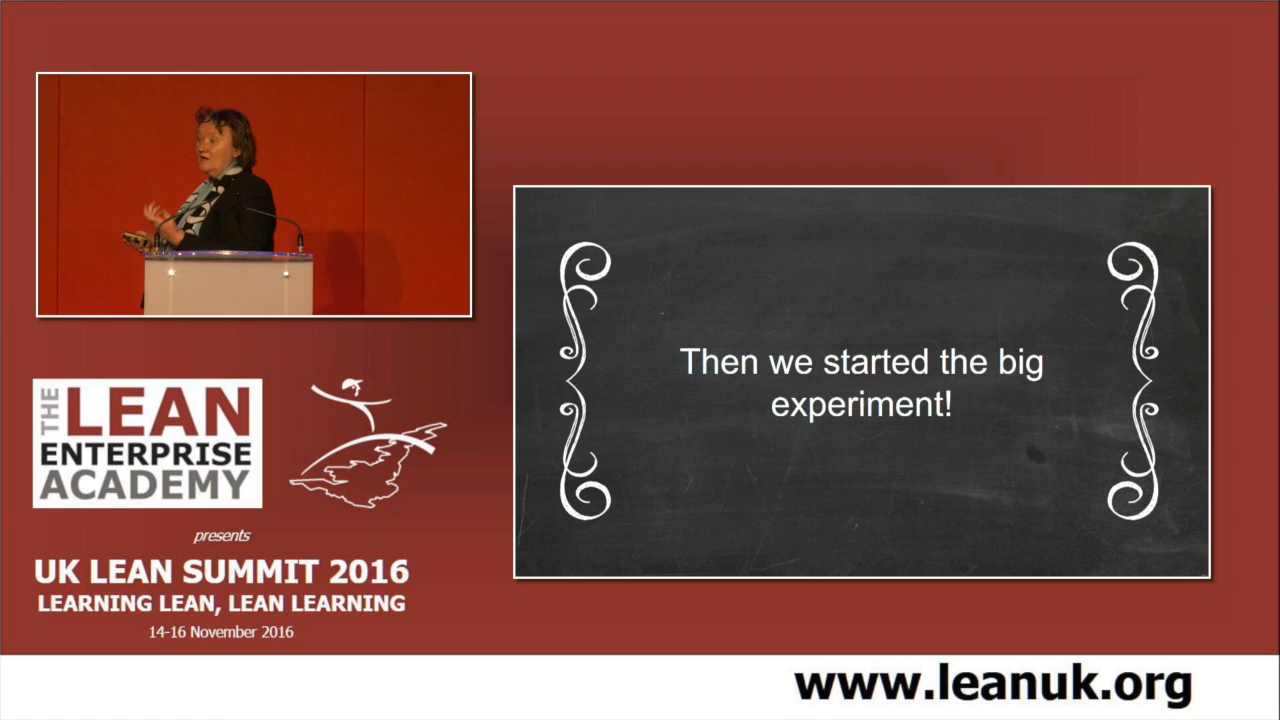 Then we started the big
experiment!
THE
LEAN
ENTERPRISE
ACADEMY
presents
UK LEAN SUMMIT 2016
LEARNING LEAN, LEAN LEARNING
14-16 November 2016
www.leanuk.org